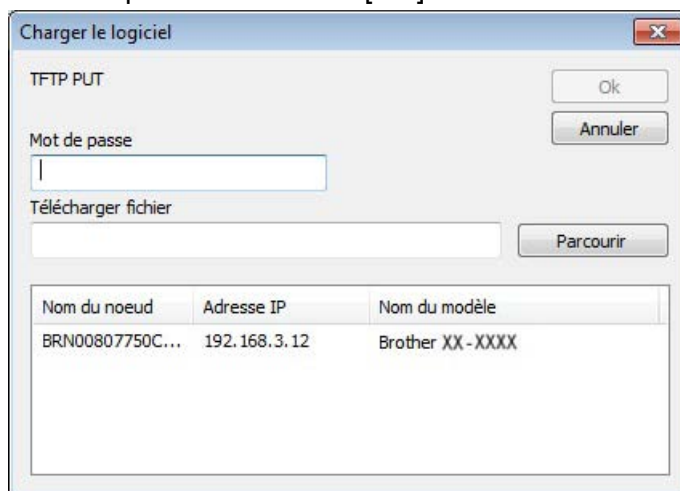 Charger le logiciel
TFTP PUT
Ok
Annuler
Mot de passe
Télécharger fichier
Parcourir
Nom du noeud Adresse IP Nom du modèle
BRN00807750C... 192.168.3.12 Brother XX-XXXX